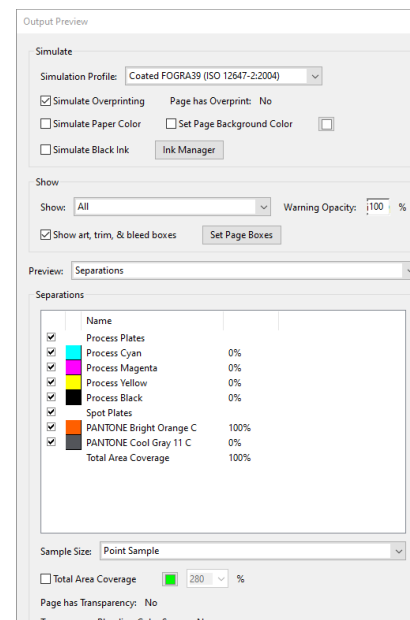 Output Preview
Simulate
Simulation Profile: Coated FOGRA39 (ISO 12647-2:2004)
Simulate Overprinting Page has Overprint: No
Simulate Paper Color Set Page Background Color
Simulate Black Ink Ink Manager
Show
Show: All Warning Opacity: 100 %
Show art, trim, & bleed boxes Set Page Boxes
Preview: Separations
Separations
Name
Process Plates
Process Cyan 0%
Process Magenta 0%
Process Yellow 0%
Process Black 0%
Spot Plates
PANTONE Bright Orange C 100%
PANTONE Cool Gray 11 C 0%
Total Area Coverage 100%
Sample Size: Point Sample
Total Area Coverage 280 %
Page has Transparency: No